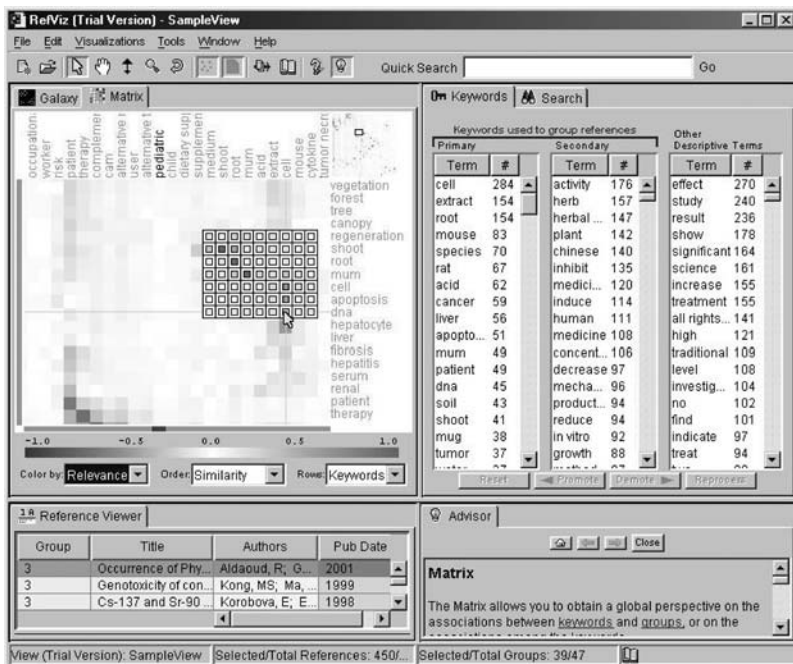 RefViz (Trial Version) - SampleView
File Edit Visualizations Tools Window Help
Quick Search Go
Galaxy Matrix
occupation.
worker
risk
patient
therapy
complemen
cam
alternative r
user
alternative t
pediatric
child
dietary supp
supplemen
medium
shoot
root
mum
acid
extract
cell
mouse
cytokine
tumor necro
vegetation
forest
tree
canopy
regeneration
shoot
root
mum
cell
apoptosis
dna
hepatocyte
liver
fibrosis
hepatitis
serum
renal
patient
therapy
-1.0 -0.5 0.0 0.5 1.0
Color by: Relevance Order: Similarity Rows: Keywords
Keywords Search
Keywords used to group references
Primary Secondary Other
Descriptive Terms
Term # Term # Term #
cell 284 activity 176 effect 270
extract 154 herb 157 study 240
root 154 herbal ... 147 result 236
mouse 83 plant 142 show 178
species 70 chinese 140 significant 164
rat 67 inhibit 135 science 161
acid 62 medici... 120 increase 155
cancer 59 induce 114 treatment 155
liver 56 human 111 all rights... 141
apopto... 51 medicine 108 high 121
mum 49 concent... 106 traditional 109
patient 49 decrease 97 level 108
dna 45 mecha... 96 investig... 104
soil 43 product... 94 no 102
shoot 41 reduce 94 find 101
mug 38 in vitro 92 indicate 97
tumor 37 growth 88 treat 94
Reset Promote Demote Reprocess
Reference Viewer
Group Title Authors Pub Date
3 Occurrence of Phy... Aldaoud, R; G... 2001
3 Genotoxicity of con... Kong, MS; Ma, ... 1999
3 Cs-137 and Sr-90 ... Korobova, E; E... 1998
Advisor
Close
Matrix
The Matrix allows you to obtain a global perspective on the
associations between keywords and groups, or on the
View (Trial Version): SampleView Selected/Total References: 450/... Selected/Total Groups: 39/47